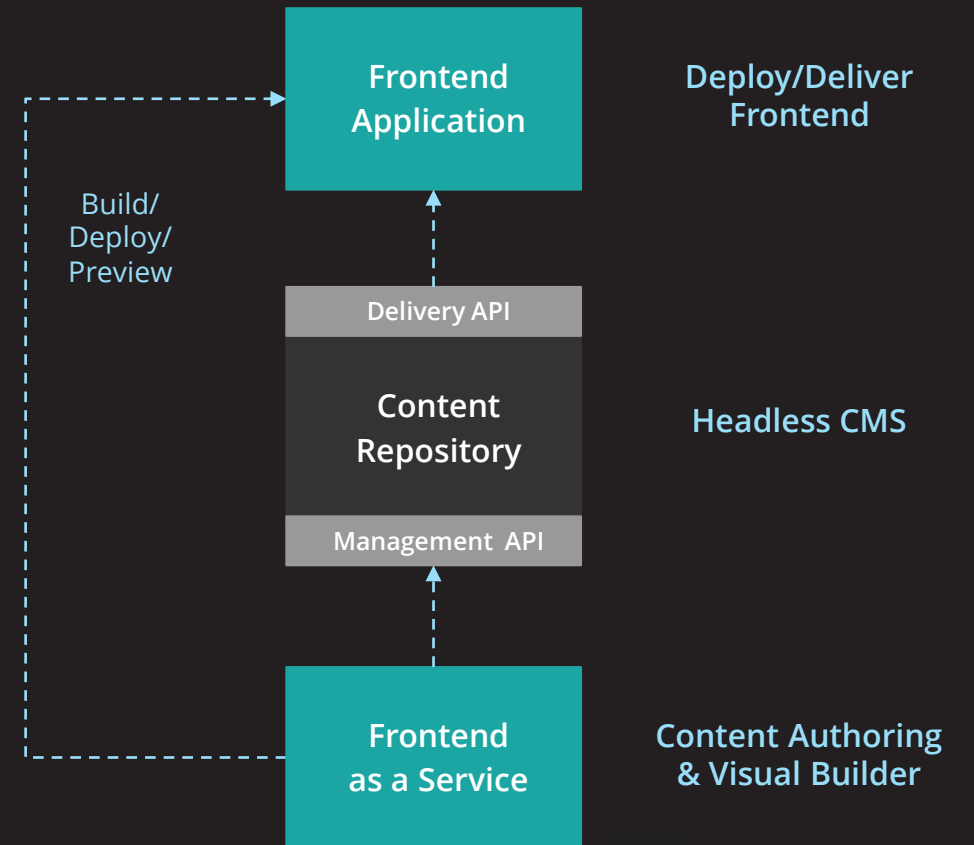 Frontend
Application
Deploy/Deliver
Frontend
Build/
Deploy/
Preview
Delivery API
Content
Repository
Headless CMS
Management API
Frontend
as a Service
Content Authoring
& Visual Builder